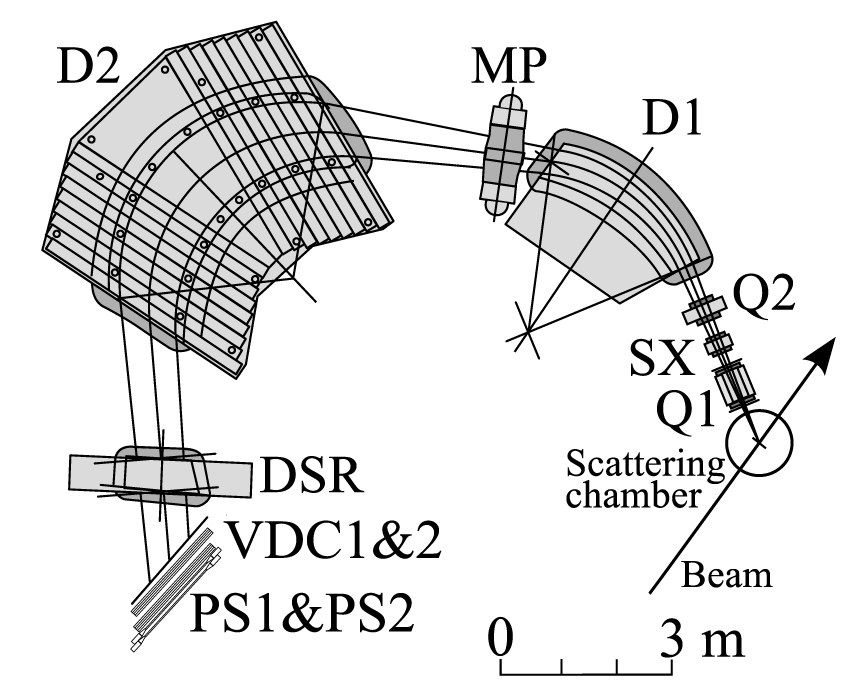 D2
MP
D1
Q2
SX
Q1
Scattering
chamber
DSR
VDC1&2
Beam
PS1&PS2
0
3 m